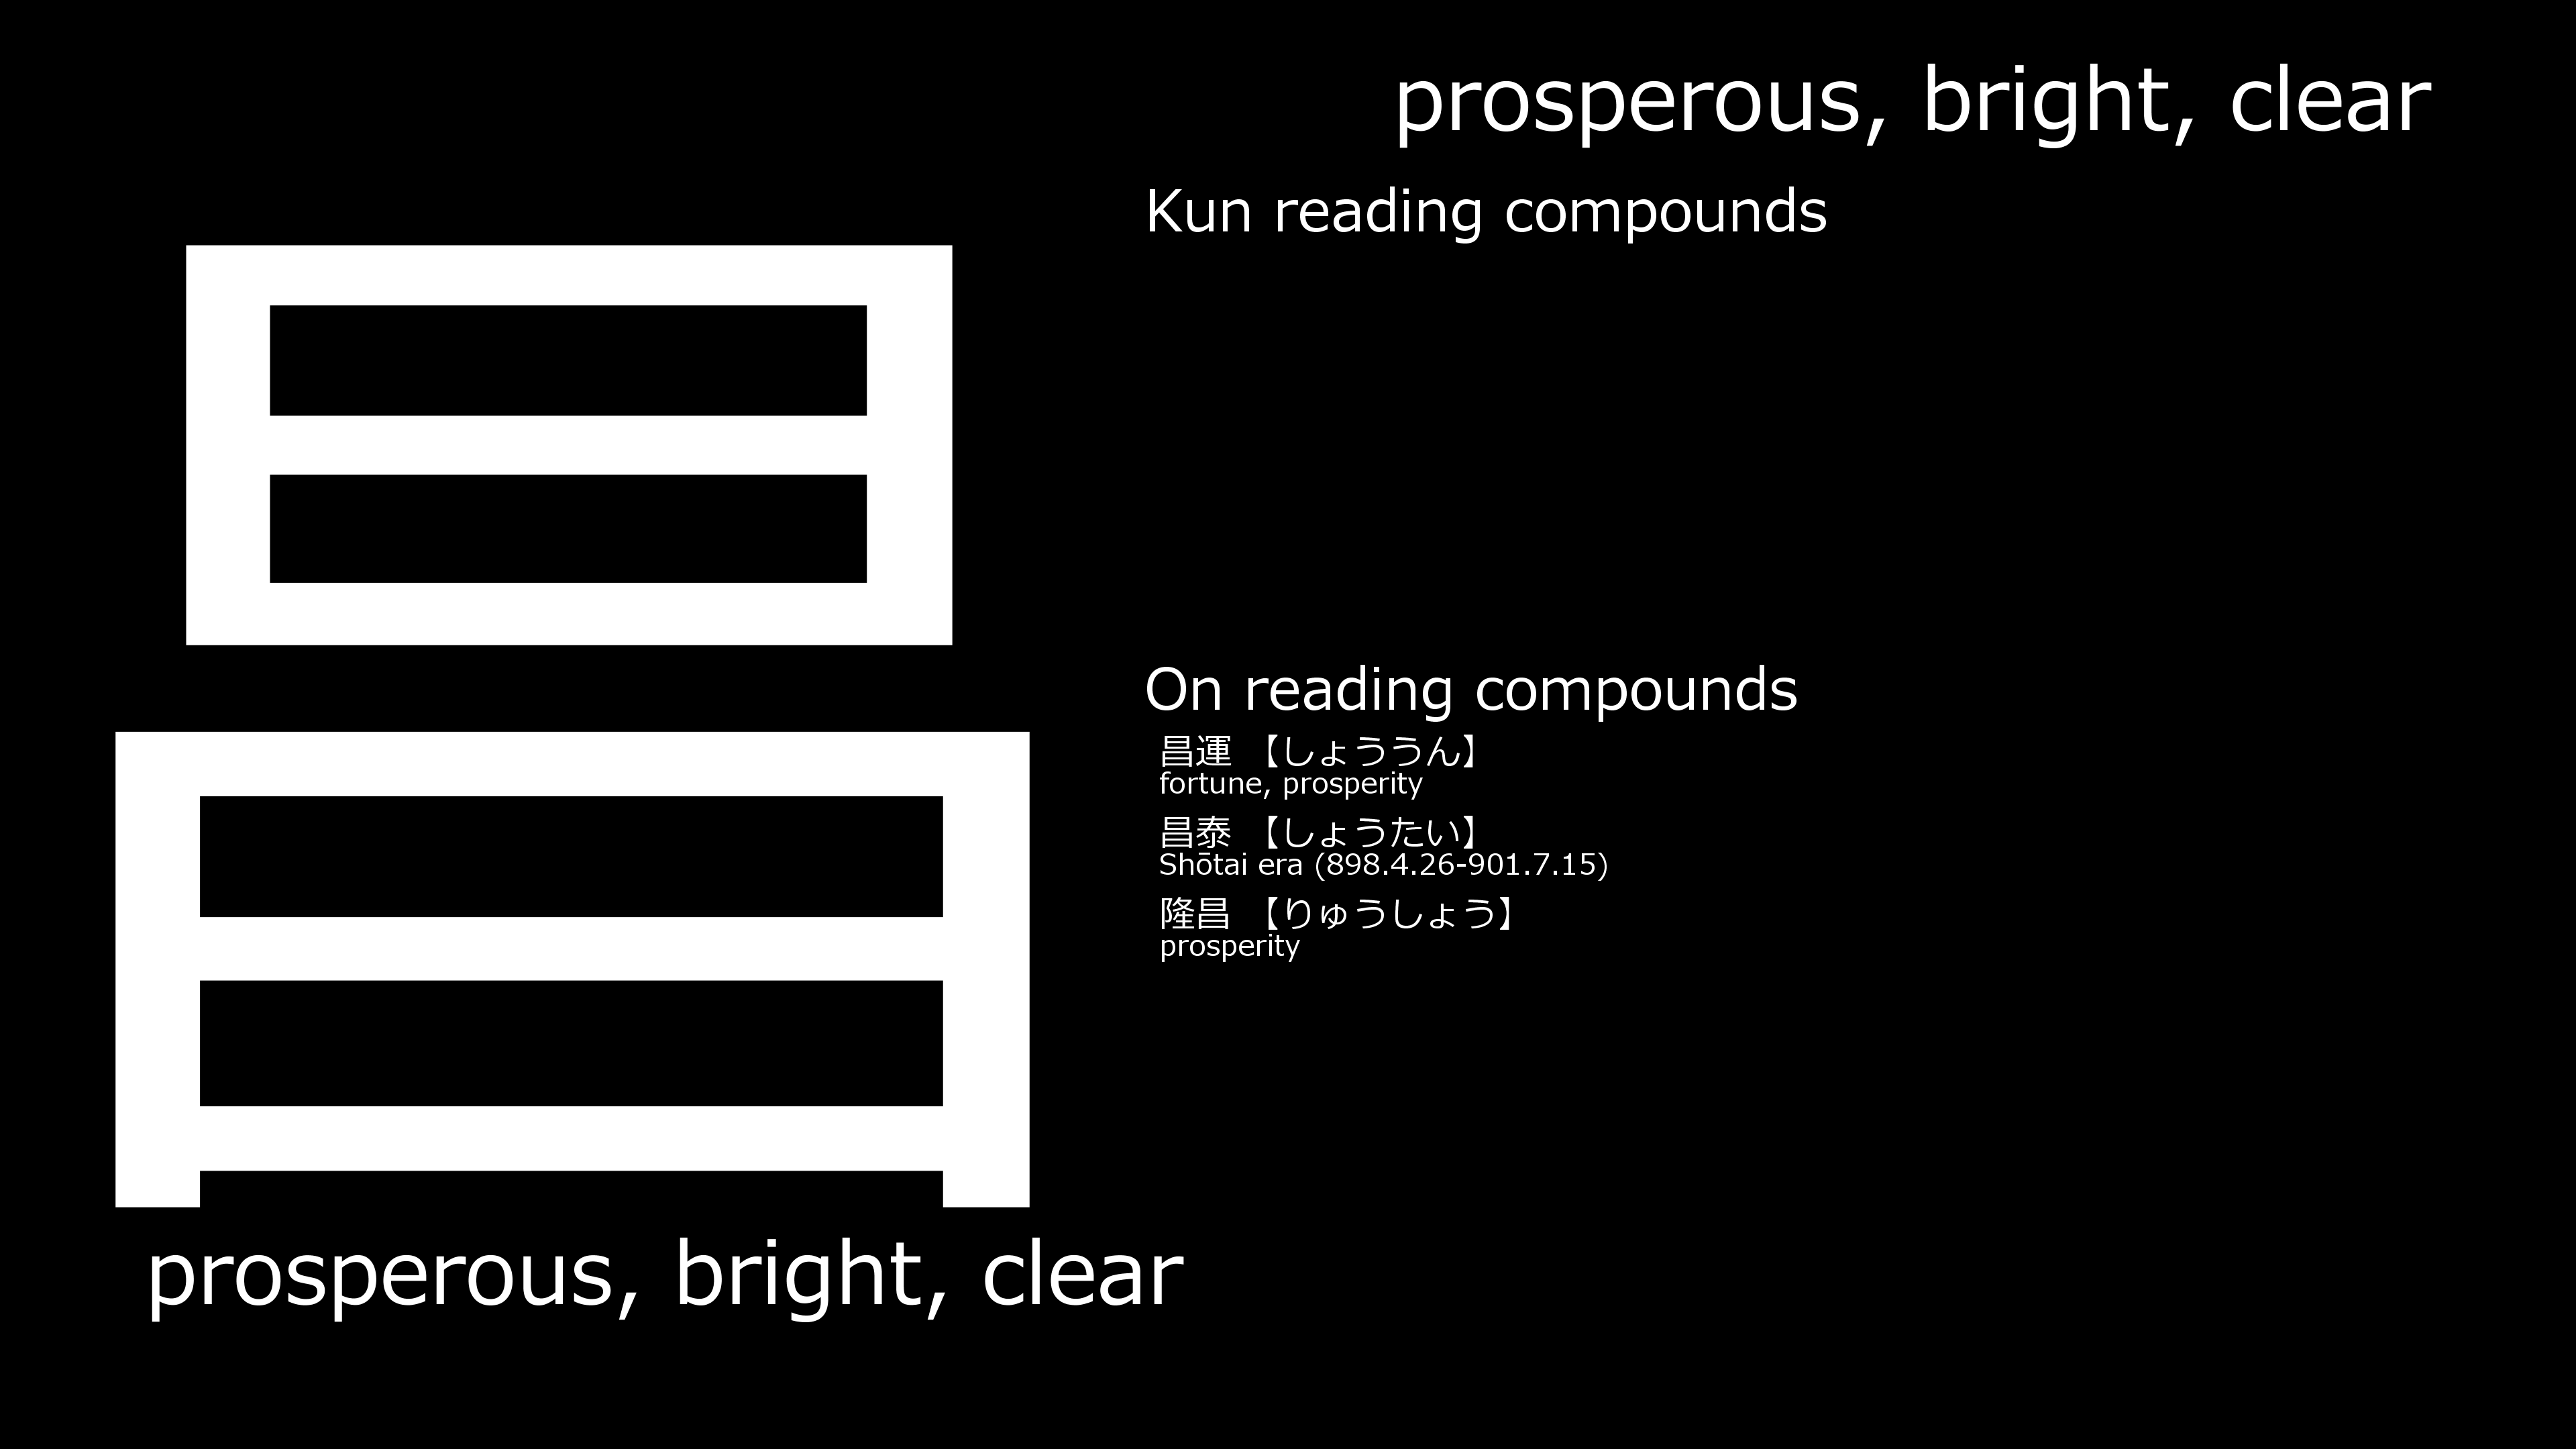 昌
prosperous, bright, clear
prosperous, bright, clear
Kun reading compounds
On reading compounds
昌運 【しょううん】
fortune, prosperity
昌泰 【しょうたい】
Shōtai era (898.4.26-901.7.15)
隆昌 【りゅうしょう】
prosperity